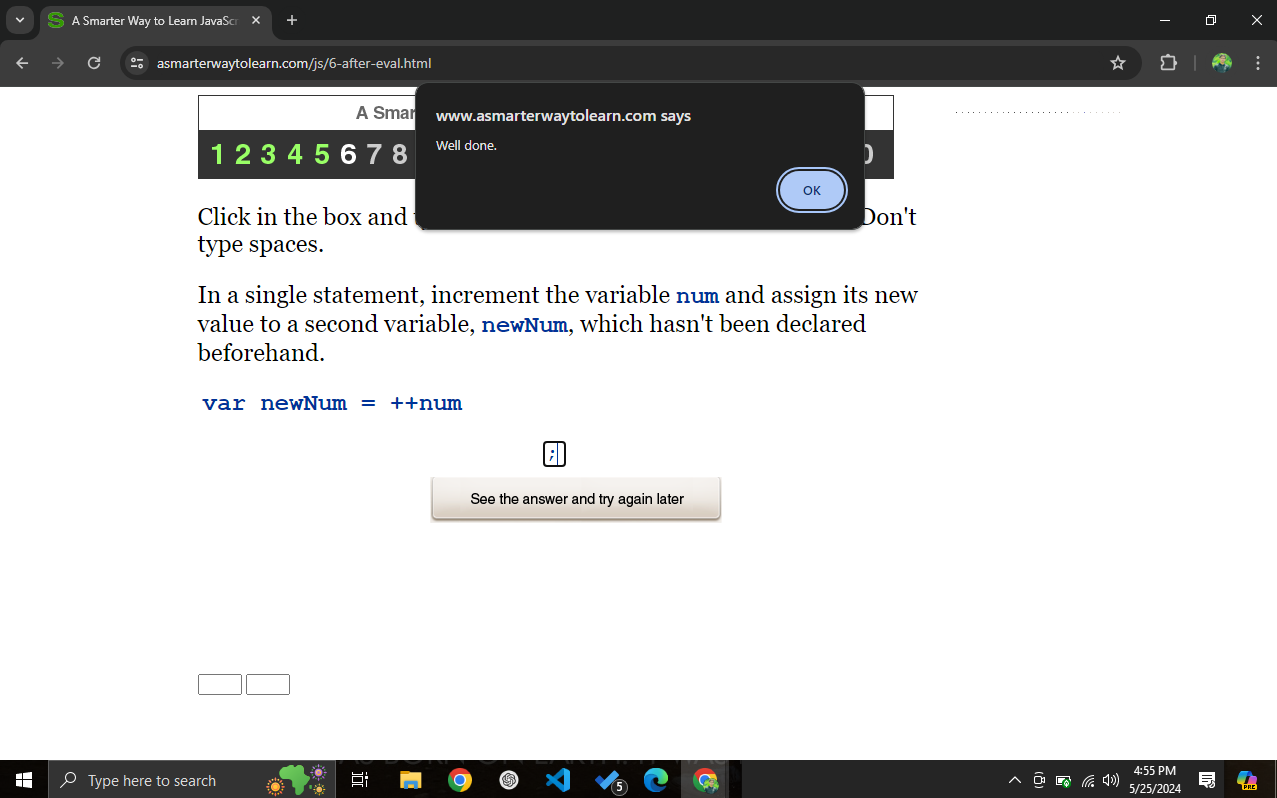 A Smarter Way to Learn JavaScr
asmarterwaytolearn.com/js/6-after-eval.html
www.asmarterwaytolearn.com says
Well done.
OK
A Smar
1 2 3 4 5 6 7 8 0
Click in the box and Don't
type spaces.
In a single statement, increment the variable num and assign its new
value to a second variable, newNum, which hasn't been declared
beforehand.
var newNum = ++num
;
See the answer and try again later
Type here to search
5
4:55 PM
5/25/2024
PRE